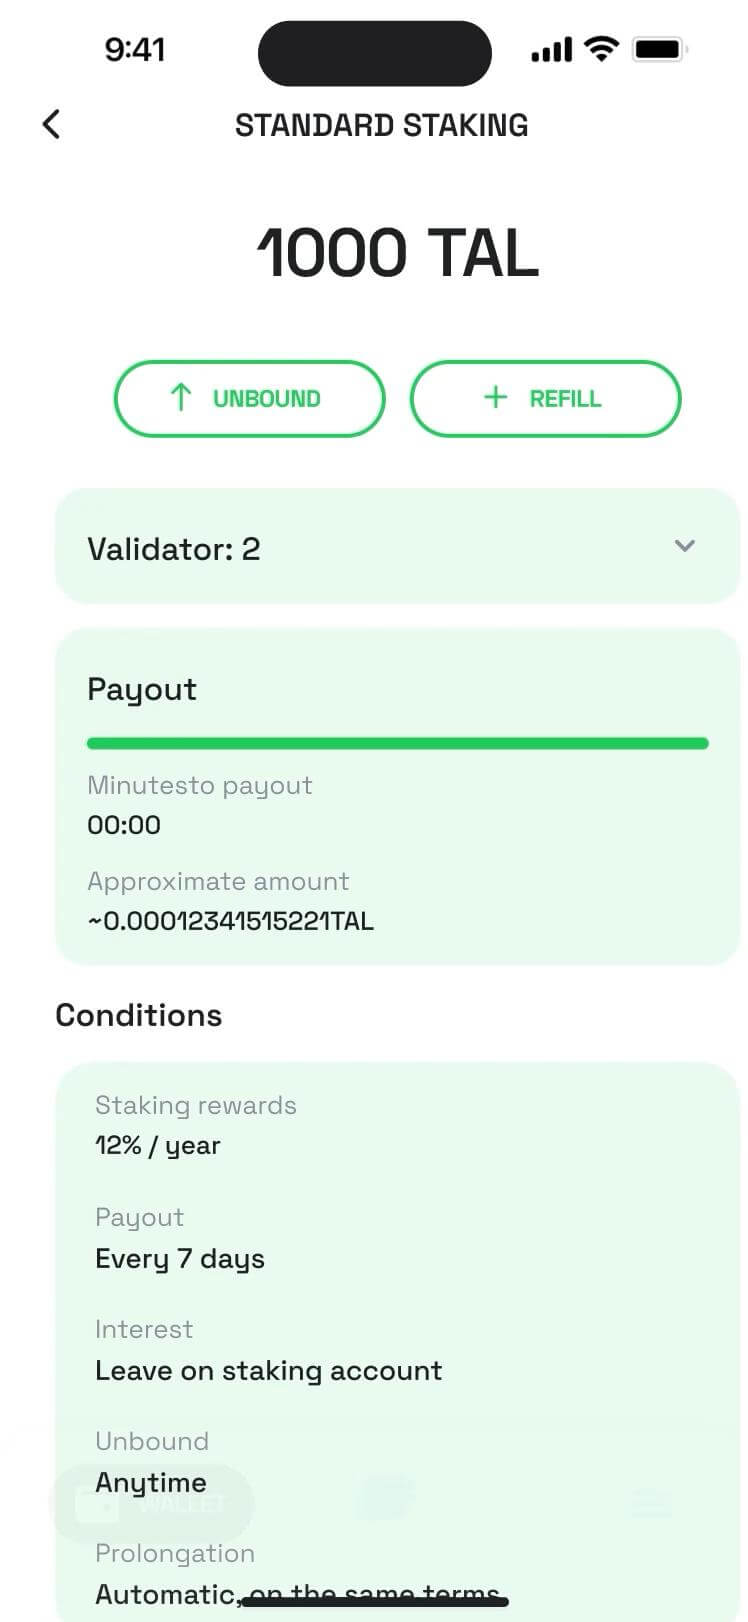 9:41
STANDARD STAKING
1000 TAL
UNBOUND
REFILL
Validator: 2
Payout
Minutesto payout
00:00
Approximate amount
~0.00012341515221TAL
Conditions
Staking rewards
12% / year
Payout
Every 7 days
Interest
Leave on staking account
Unbound
Anytime
WALLET
Prolongation
Automatic, on the same terms